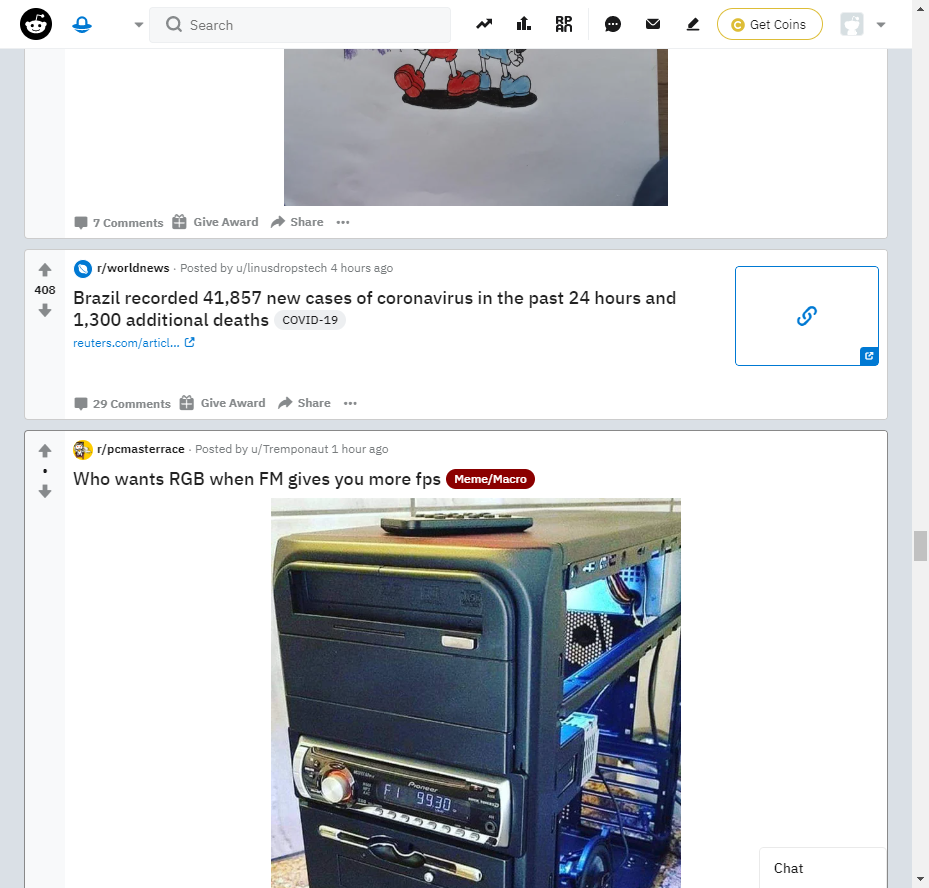 Search
Get Coins
7 Comments Give Award Share
r/worldnews · Posted by u/linusdropstech 4 hours ago
408
Brazil recorded 41,857 new cases of coronavirus in the past 24 hours and
1,300 additional deaths COVID-19
reuters.com/articl...
29 Comments Give Award Share
r/pcmasterrace · Posted by u/Tremponaut 1 hour ago
Who wants RGB when FM gives you more fps Meme/Macro
Pioneer
F1 99.30
Chat